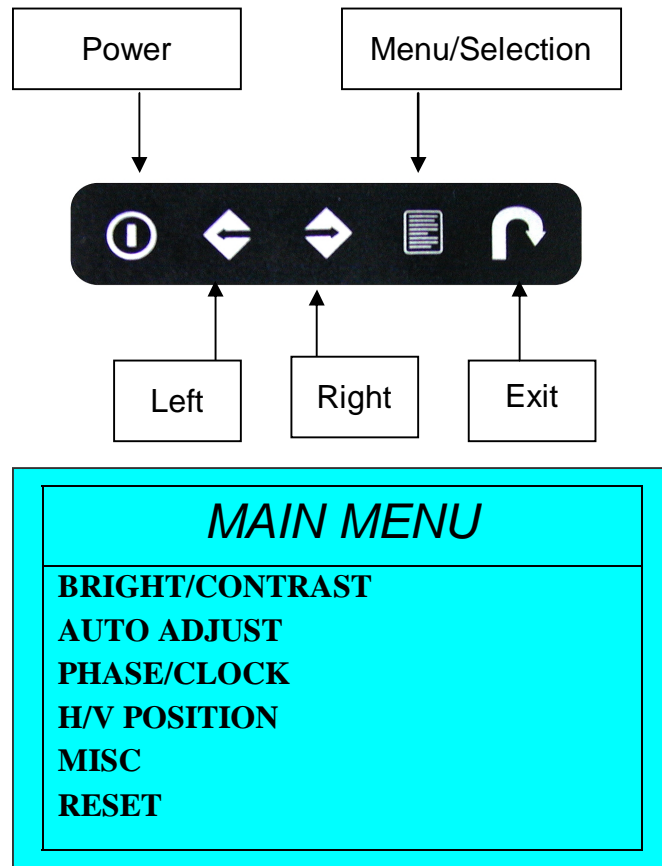 Power
Menu/Selection
Left
Right
Exit
MAIN MENU
BRIGHT/CONTRAST
AUTO ADJUST
PHASE/CLOCK
H/V POSITION
MISC
RESET